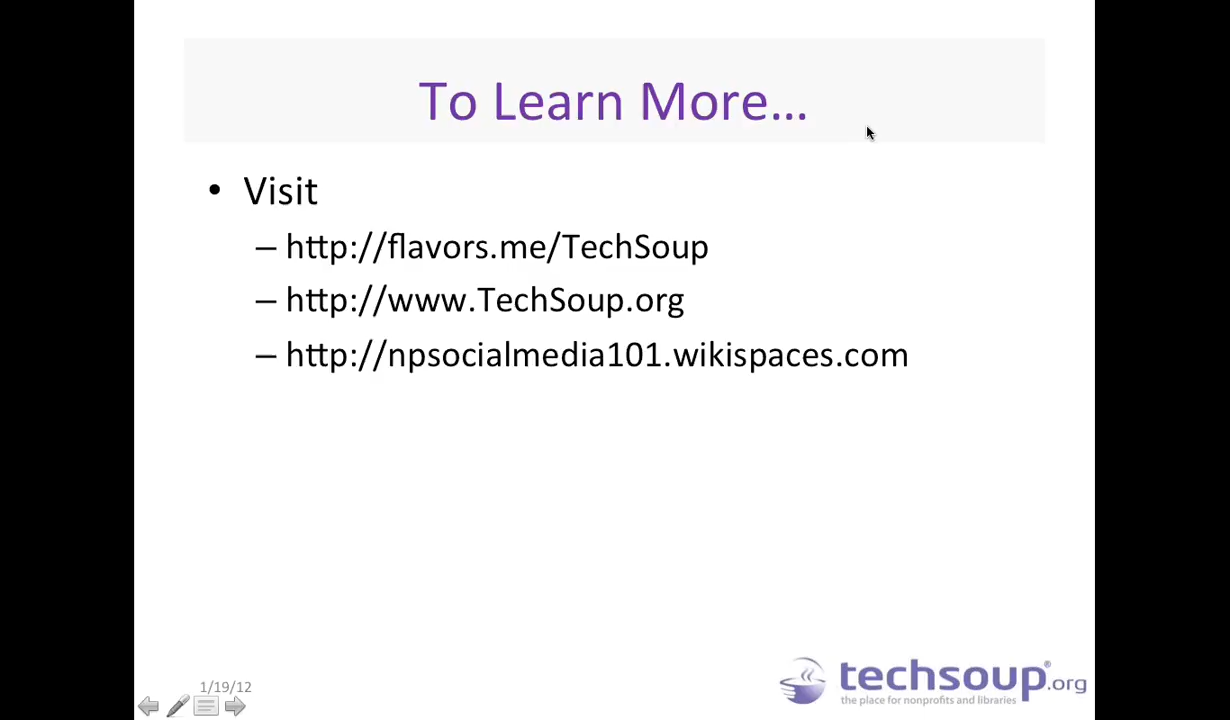 To Learn More...
• Visit
– http://flavors.me/TechSoup
– http://www.TechSoup.org
– http://npsocialmedia101.wikispaces.com
1/19/12
techsoup®.org
the place for nonprofits and libraries